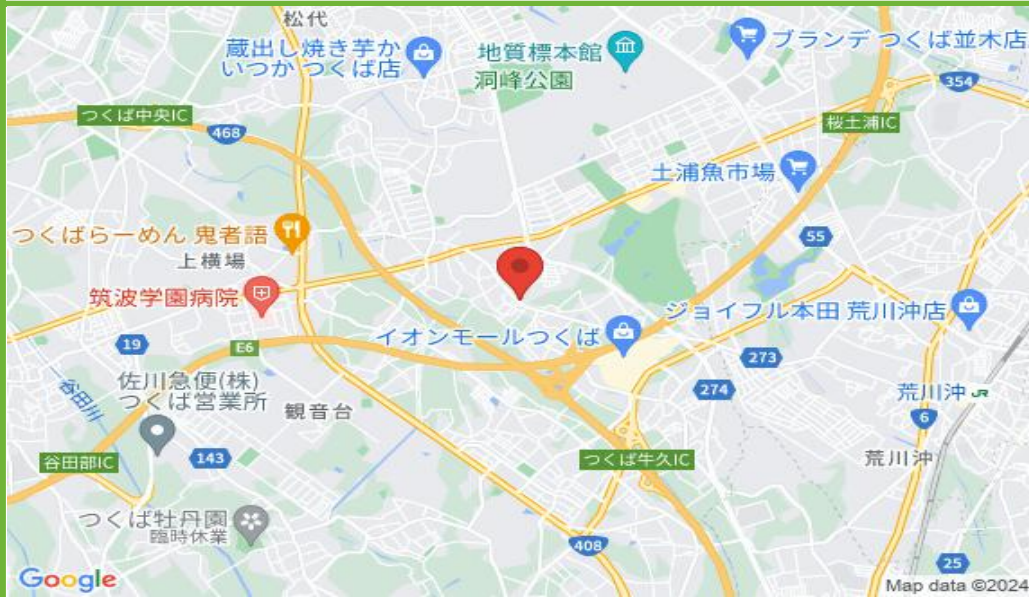 松代
蔵出し焼き芋か
いつか つくば店
地質標本館
洞峰公園
ブランデ つくば並木店
354
つくば中央IC
468
桜土浦IC
土浦魚市場
つくばらーめん 鬼者語
上横場
55
筑波学園病院
ジョイフル本田 荒川沖店
イオンモールつくば
19
E6
273
佐川急便(株)
つくば営業所
274
荒川沖 JR
谷田川
観音台
6
143
谷田部IC
つくば牛久IC
荒川沖
つくば牡丹園
臨時休業
408
25
Google
Map data ©2024